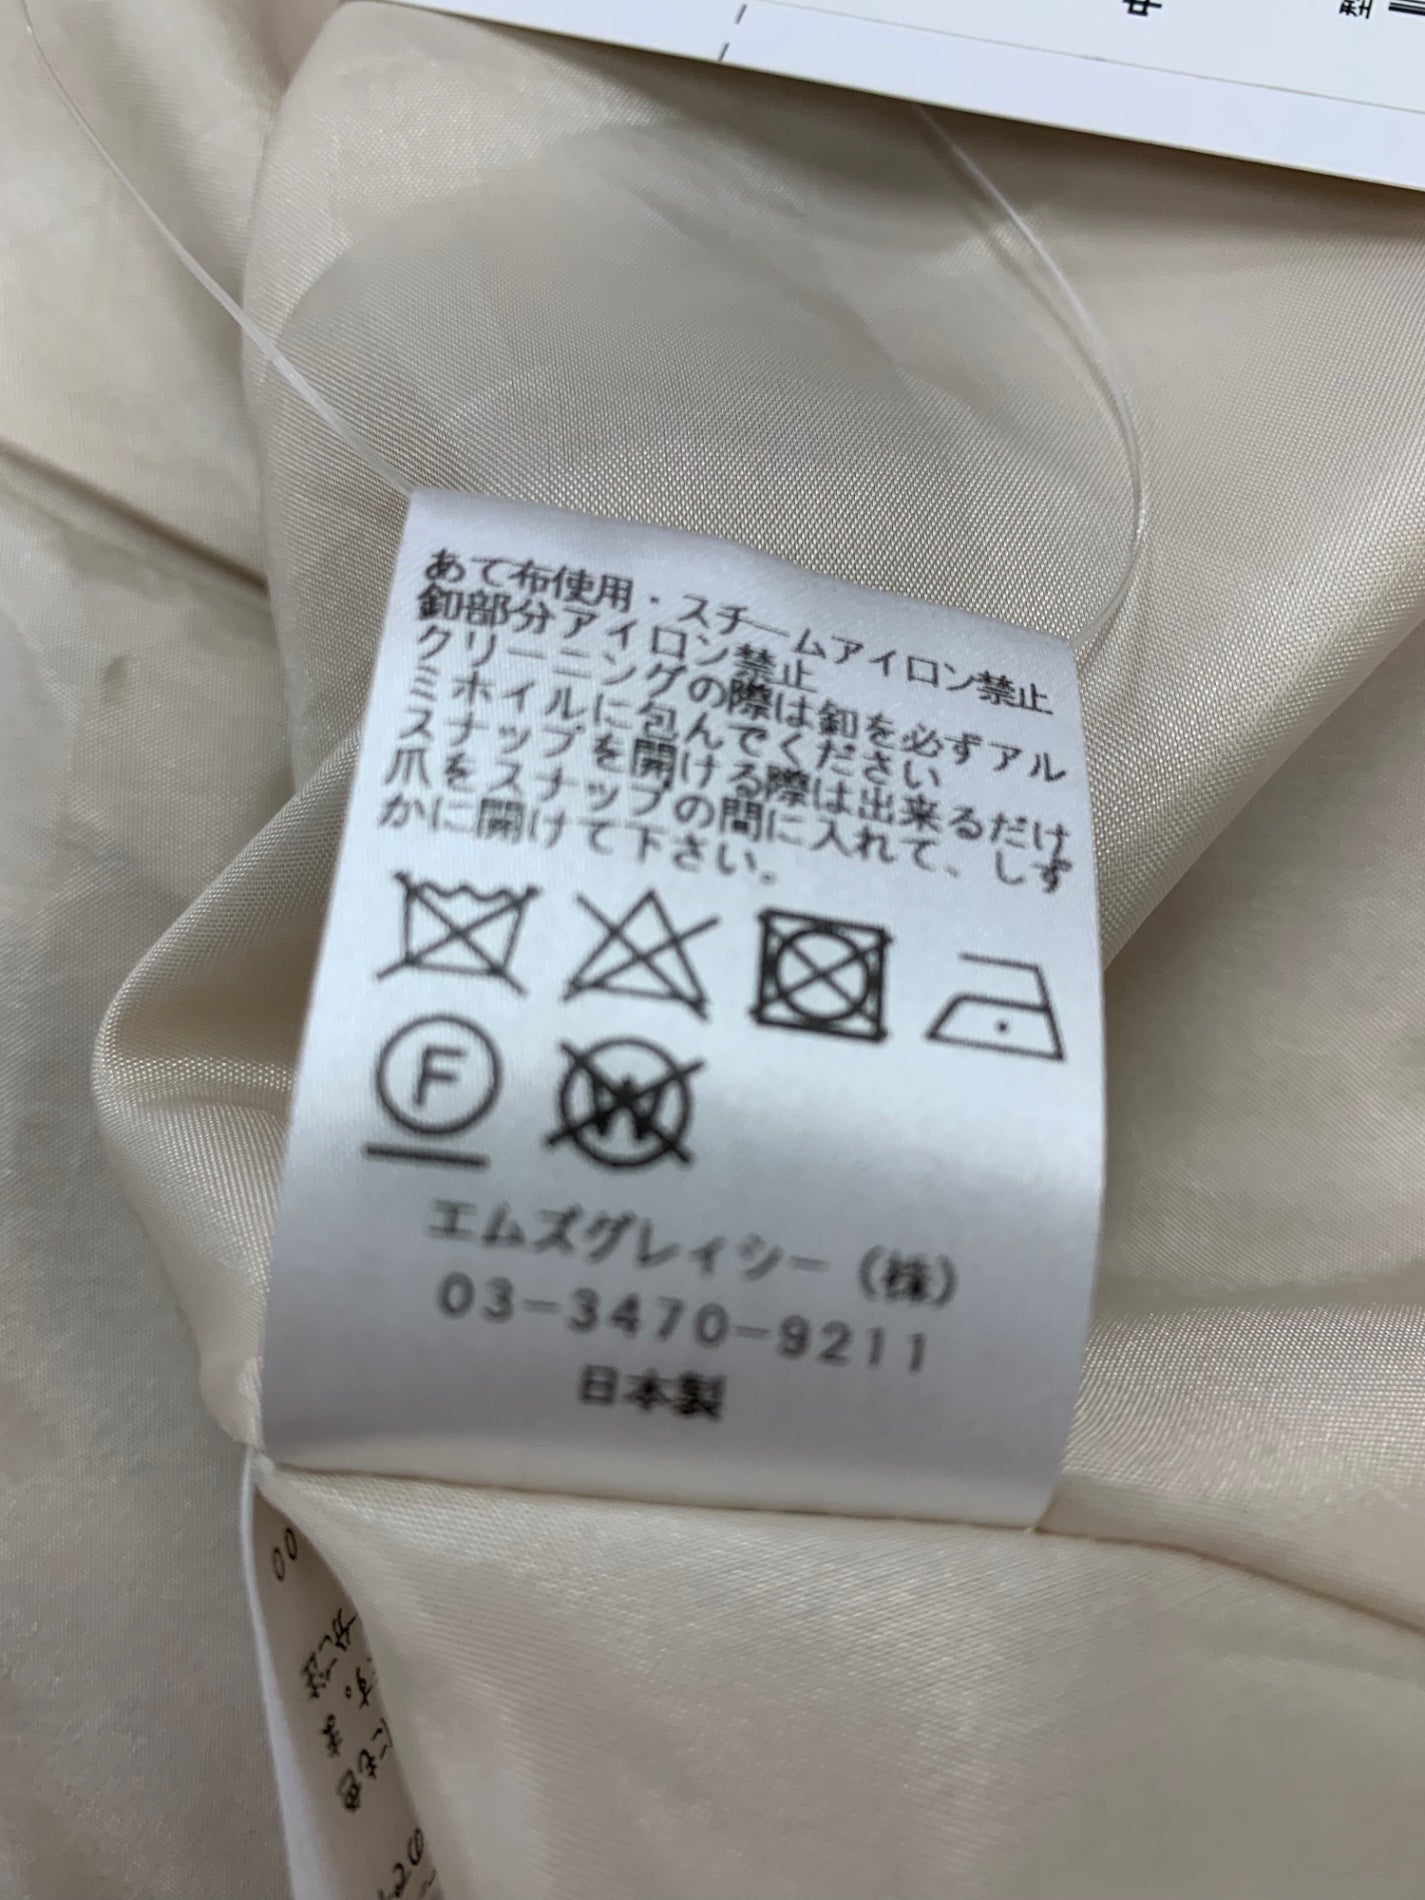 あて布使用・スチームアイロン禁止
釦部分アイロン禁止
クリーニングの際は釦を必ずアル
ミホイルに包んでください
スナップを開ける際は出来るだけ
爪をスナップの間に入れて、しず
かに開けて下さい。
F
W
エムズグレイシー(株)
03-3470-9211
日本製
00